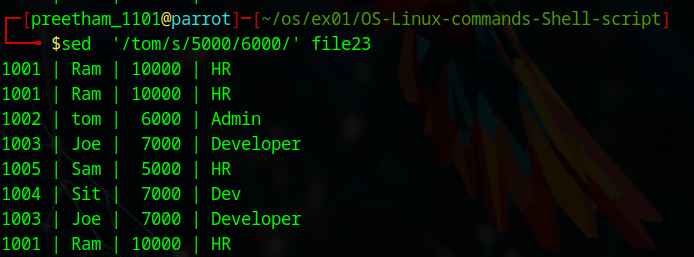 ┌─[preetham_1101@parrot]─[~/os/ex01/OS-Linux-commands-Shell-script]
└──╼ $sed  '/tom/s/5000/6000/' file23
1001 | Ram | 10000 | HR
1001 | Ram | 10000 | HR
1002 | tom |  6000 | Admin
1003 | Joe |  7000 | Developer
1005 | Sam |  5000 | HR
1004 | Sit |  7000 | Dev
1003 | Joe |  7000 | Developer
1001 | Ram | 10000 | HR